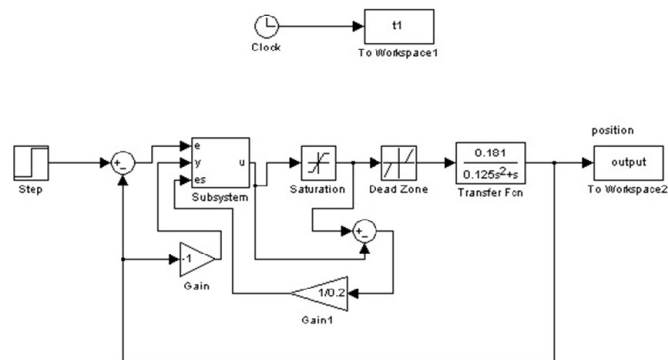 t1
Clock
To Workspace1
position
e
y
u
es
Step
Subsystem
Saturation
Dead Zone
0.181
0.125s²+s
Transfer Fcn
output
To Workspace2
-1
Gain
1/0.2
Gain1